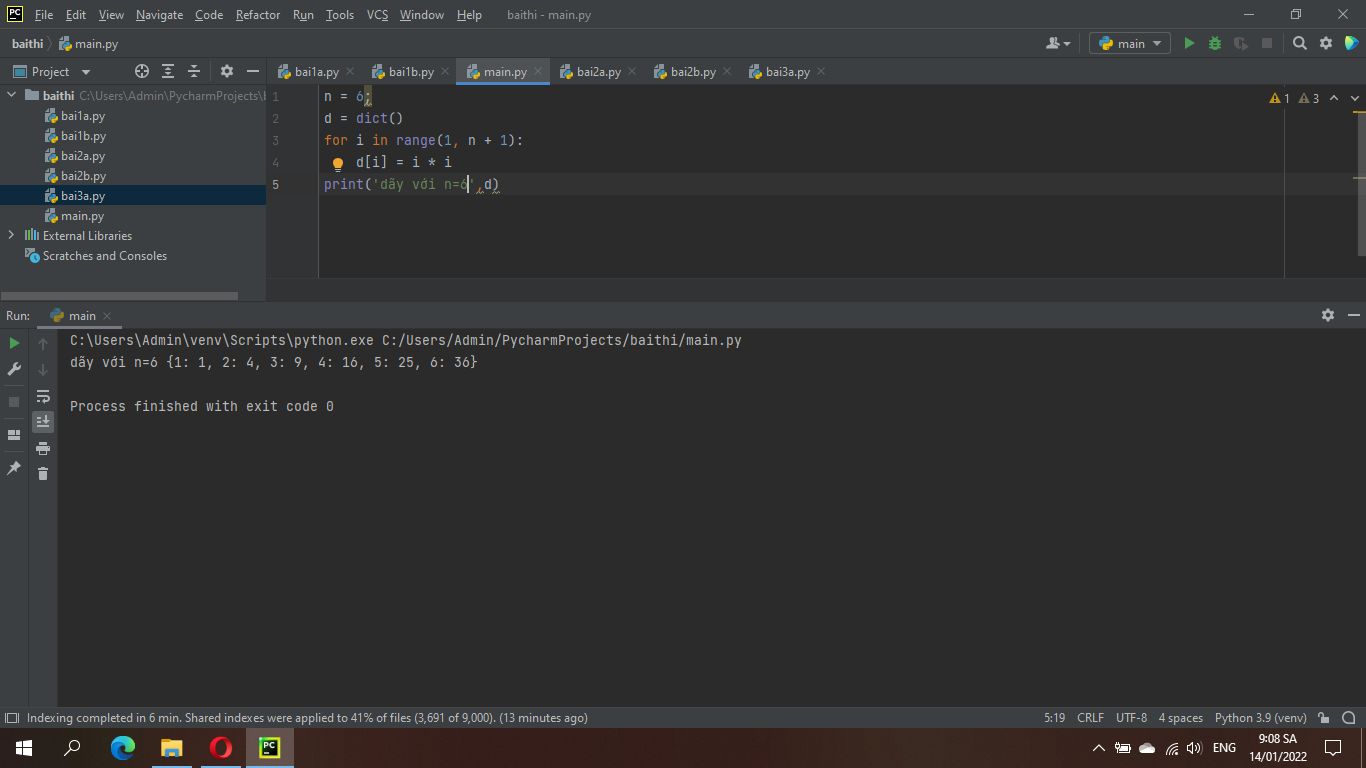 PC File Edit View Navigate Code Refactor Run Tools VCS Window Help baithi - main.py
baithi main.py main
Project bai1a.py bai1b.py main.py bai2a.py bai2b.py bai3a.py
baithi C:\Users\Admin\PycharmProjects\
bai1a.py
bai1b.py
bai2a.py
bai2b.py
bai3a.py
main.py
External Libraries
Scratches and Consoles
1 n = 6;
2 d = dict()
3 for i in range(1, n + 1):
4 d[i] = i * i
5 print('dãy với n=6',d)
1 3
Run: main
C:\Users\Admin\venv\Scripts\python.exe C:/Users/Admin/PycharmProjects/baithi/main.py
dãy với n=6 {1: 1, 2: 4, 3: 9, 4: 16, 5: 25, 6: 36}
Process finished with exit code 0
Indexing completed in 6 min. Shared indexes were applied to 41% of files (3,691 of 9,000). (13 minutes ago) 5:19 CRLF UTF-8 4 spaces Python 3.9 (venv)
PC ENG 9:08 SA
14/01/2022